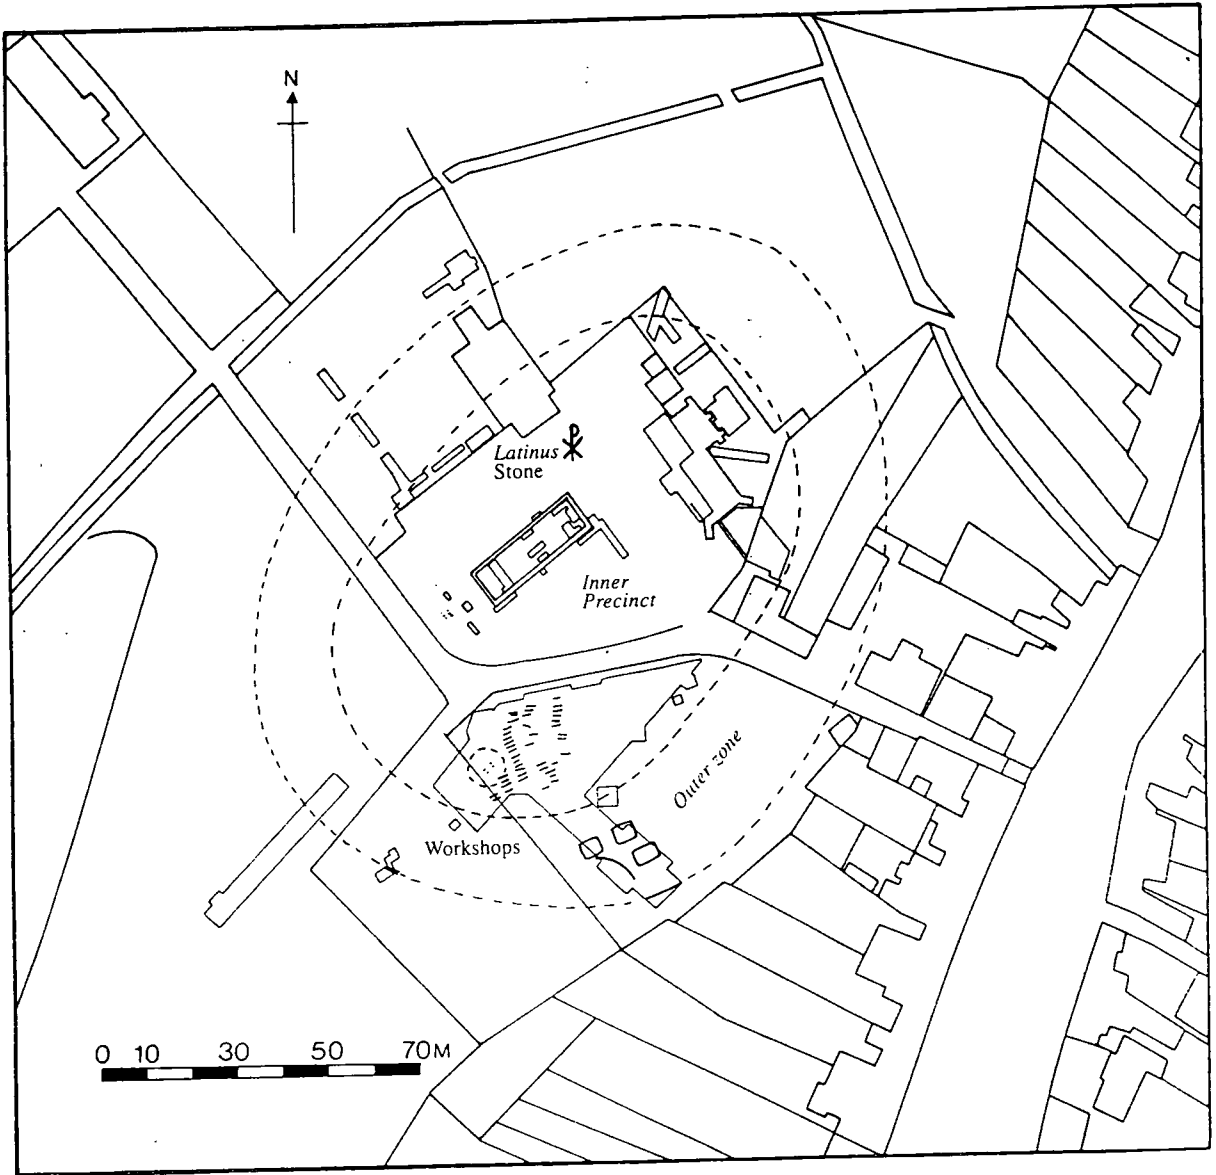 N
Latinus
Stone
Inner
Precinct
Outer zone
Workshops
0 10 30 50 70M